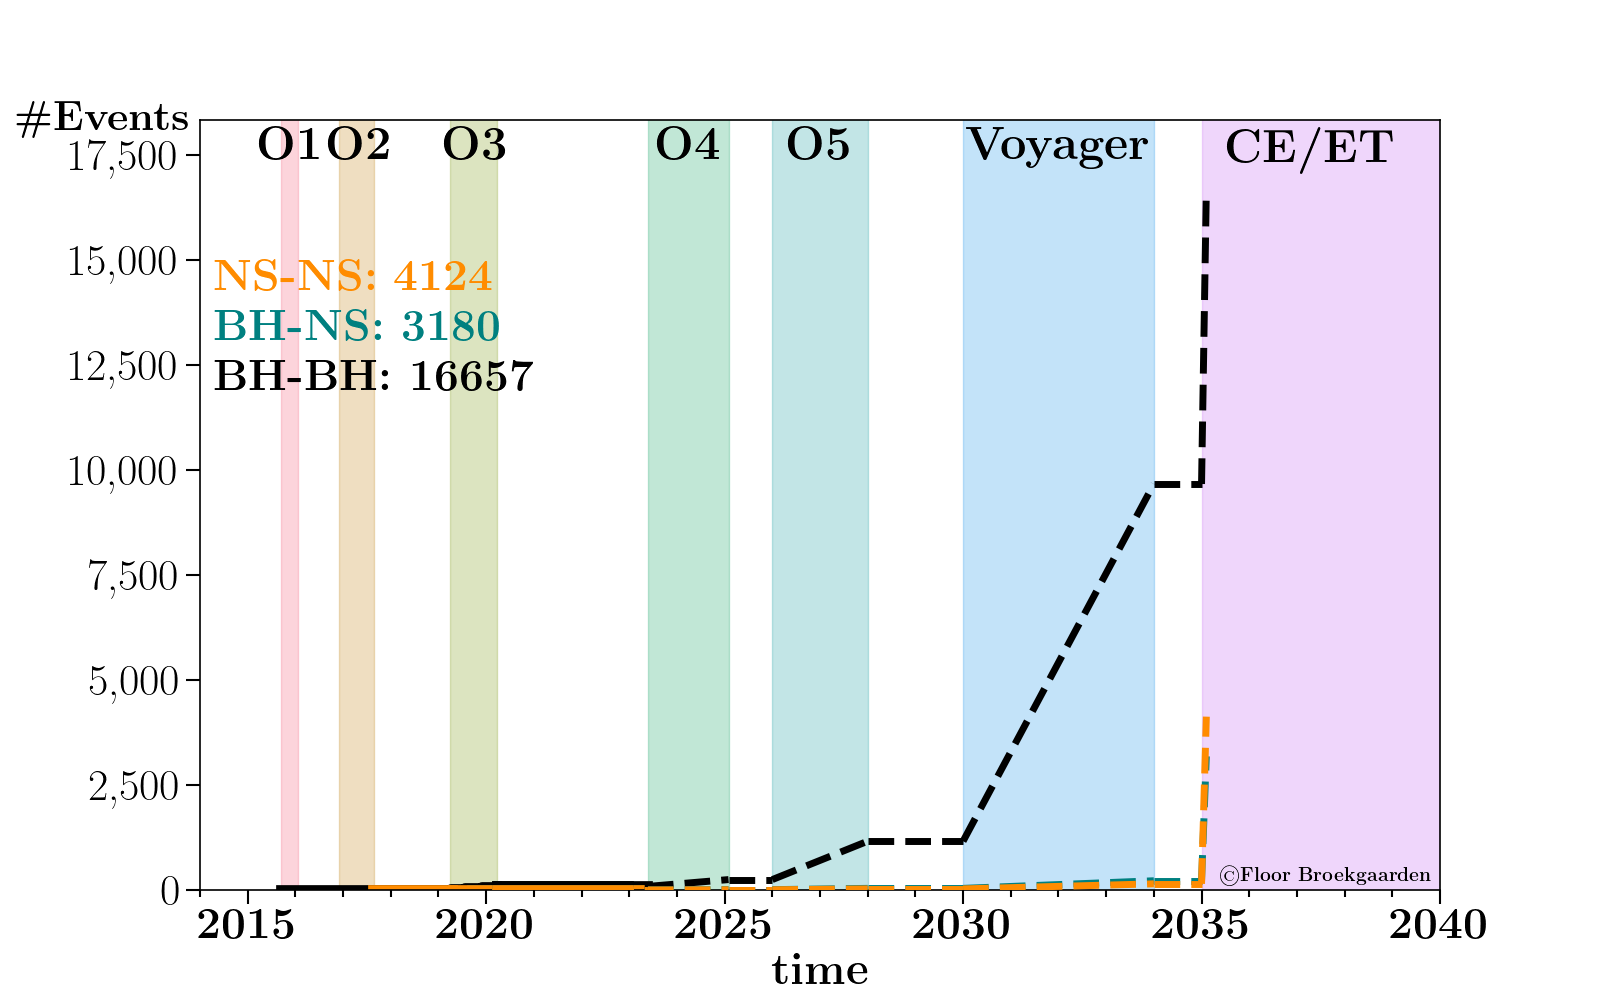 #Events
O1 O2 O3 O4 O5 Voyager CE/ET
17,500
15,000
NS-NS: 4124
BH-NS: 3180
12,500
BH-BH: 16657
10,000
7,500
5,000
2,500
©Floor Broekgaarden
0
2015 2020 2025 2030 2035 2040
time